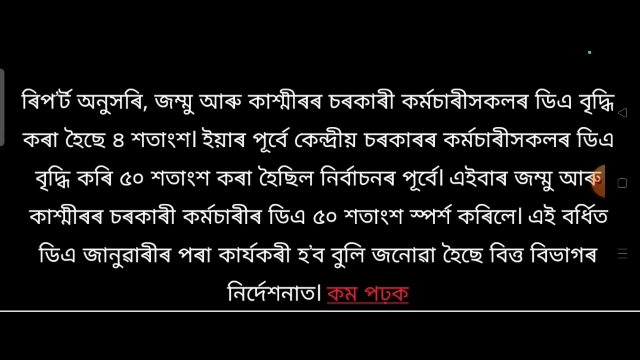 ৰিপ'ৰ্ট অনুসৰি, জম্মু আৰু কাশ্মীৰৰ চৰকাৰী কৰ্মচাৰীসকলৰ ডিএ বৃদ্ধি
কৰা হৈছে ৪ শতাংশ। ইয়াৰ পূৰ্বে কেন্দ্ৰীয় চৰকাৰৰ কৰ্মচাৰীসকলৰ ডিএ
বৃদ্ধি কৰি ৫০ শতাংশ কৰা হৈছিল নিৰ্বাচনৰ পূৰ্বে। এইবাৰ জম্মু আৰু
কাশ্মীৰৰ চৰকাৰী কৰ্মচাৰীৰ ডিএ ৫০ শতাংশ স্পৰ্শ কৰিলে। এই বৰ্ধিত
ডিএ জানুৱাৰীৰ পৰা কাৰ্যকৰী হ'ব বুলি জনোৱা হৈছে বিত্ত বিভাগৰ
নিৰ্দেশনাত। কম পঢ়ক